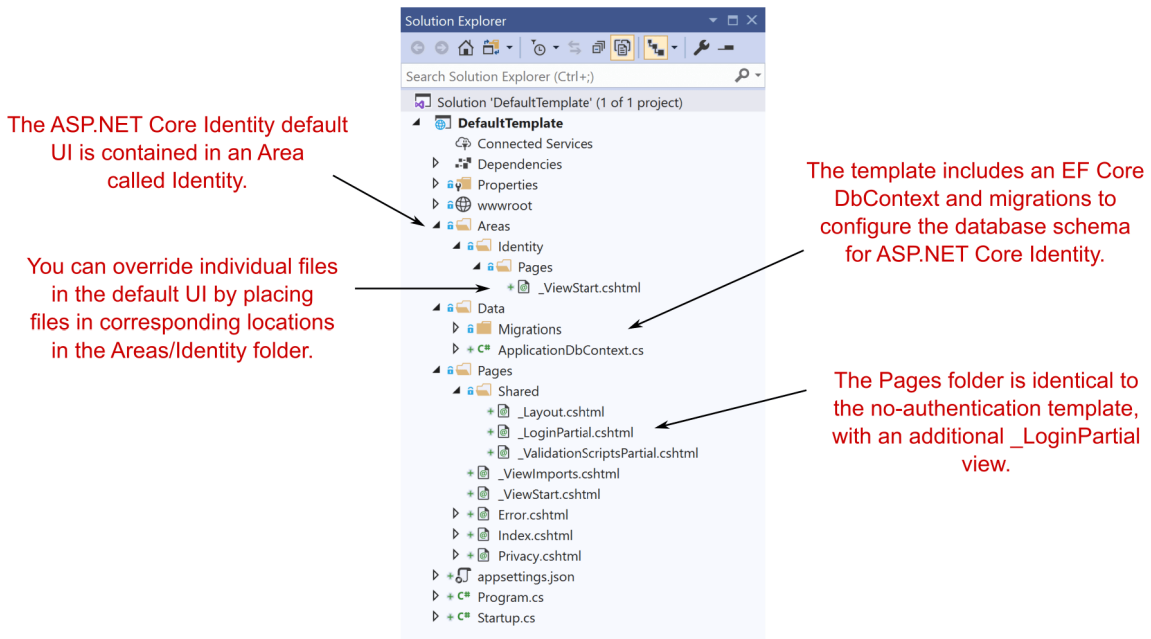 Solution Explorer
Search Solution Explorer (Ctrl+;)
Solution 'DefaultTemplate' (1 of 1 project)
DefaultTemplate
Connected Services
Dependencies
Properties
wwwroot
Areas
Identity
Pages
_ViewStart.cshtml
Data
Migrations
C# ApplicationDbContext.cs
Pages
Shared
_Layout.cshtml
_LoginPartial.cshtml
_ValidationScriptsPartial.cshtml
_ViewImports.cshtml
_ViewStart.cshtml
Error.cshtml
Index.cshtml
Privacy.cshtml
appsettings.json
C# Program.cs
C# Startup.cs
The ASP.NET Core Identity default
UI is contained in an Area
called Identity.
You can override individual files
in the default UI by placing
files in corresponding locations
in the Areas/Identity folder.
The template includes an EF Core
DbContext and migrations to
configure the database schema
for ASP.NET Core Identity.
The Pages folder is identical to
the no-authentication template,
with an additional _LoginPartial
view.